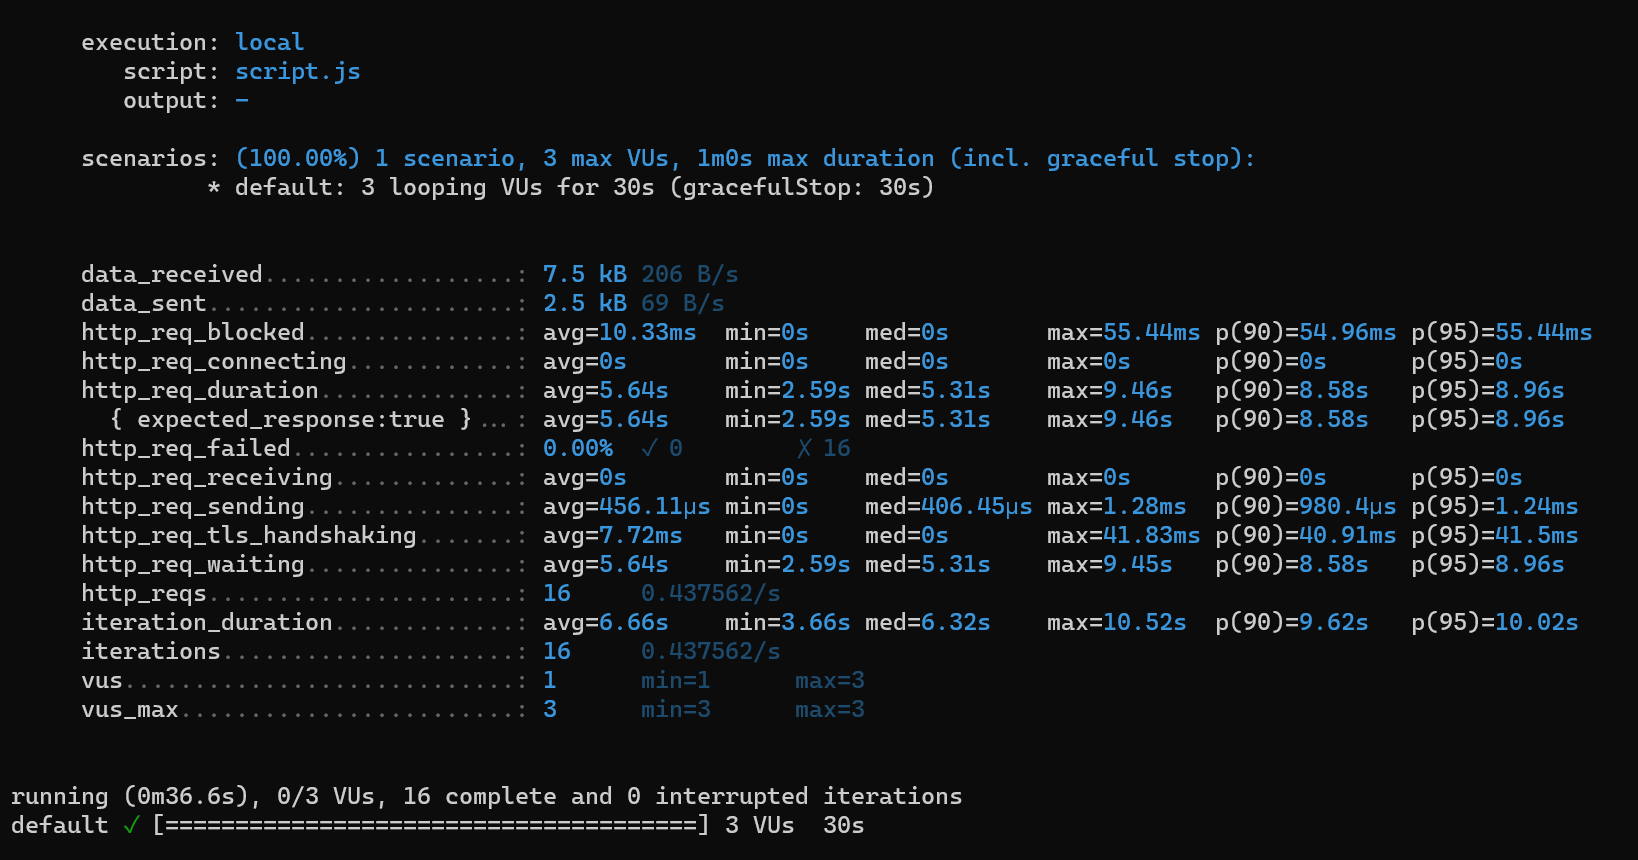 execution: local
script: script.js
output: -
scenarios: (100.00%) 1 scenario, 3 max VUs, 1m0s max duration (incl. graceful stop):
* default: 3 looping VUs for 30s (gracefulStop: 30s)
data_received..................: 7.5 kB 206 B/s
data_sent......................: 2.5 kB 69 B/s
http_req_blocked...............: avg=10.33ms min=0s med=0s max=55.44ms p(90)=54.96ms p(95)=55.44ms
http_req_connecting............: avg=0s min=0s med=0s max=0s p(90)=0s p(95)=0s
http_req_duration..............: avg=5.64s min=2.59s med=5.31s max=9.46s p(90)=8.58s p(95)=8.96s
{ expected_response:true }...: avg=5.64s min=2.59s med=5.31s max=9.46s p(90)=8.58s p(95)=8.96s
http_req_failed................: 0.00% ✓ 0 ✗ 16
http_req_receiving.............: avg=0s min=0s med=0s max=0s p(90)=0s p(95)=0s
http_req_sending...............: avg=456.11µs min=0s med=406.45µs max=1.28ms p(90)=980.4µs p(95)=1.24ms
http_req_tls_handshaking.......: avg=7.72ms min=0s med=0s max=41.83ms p(90)=40.91ms p(95)=41.5ms
http_req_waiting...............: avg=5.64s min=2.59s med=5.31s max=9.45s p(90)=8.58s p(95)=8.96s
http_reqs......................: 16 0.437562/s
iteration_duration.............: avg=6.66s min=3.66s med=6.32s max=10.52s p(90)=9.62s p(95)=10.02s
iterations.....................: 16 0.437562/s
vus............................: 1 min=1 max=3
vus_max........................: 3 min=3 max=3
running (0m36.6s), 0/3 VUs, 16 complete and 0 interrupted iterations
default ✓ [======================================] 3 VUs 30s